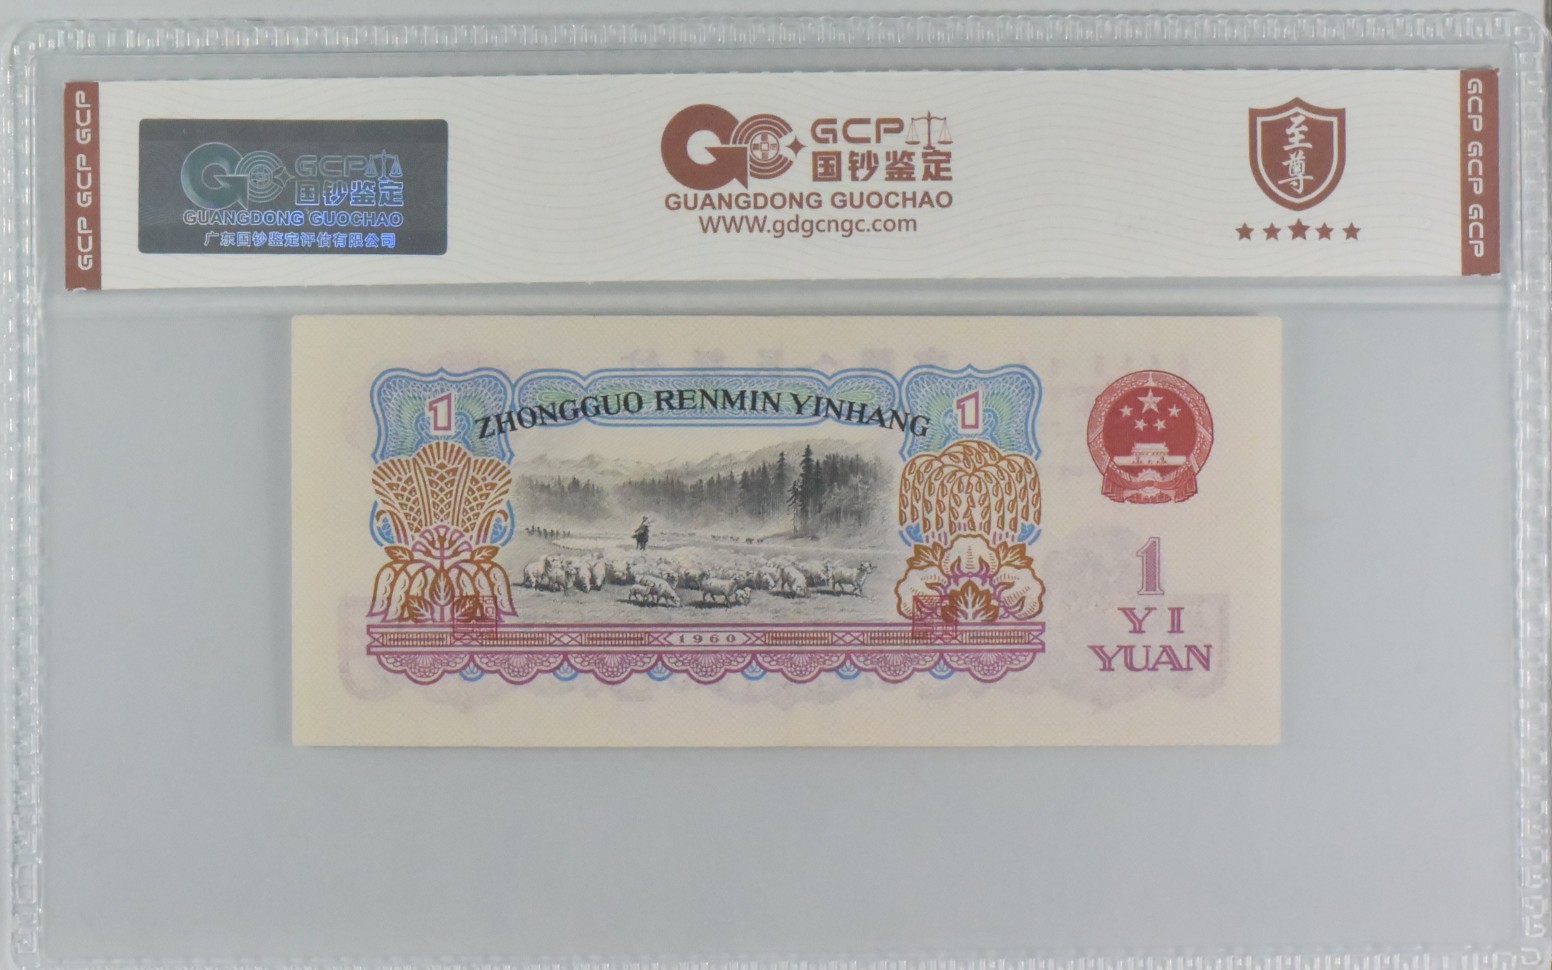 GCP GCP GCP
GCP
国钞鉴定
GUANGDONG GUOCHAO
广东国钞鉴定评估有限公司
GCP
国钞鉴定
GUANGDONG GUOCHAO
WWW.gdgcngc.com
至尊
GCP GCP GCP
1
ZHONGGUO RENMIN YINHANG
1
1960
1
YI
YUAN